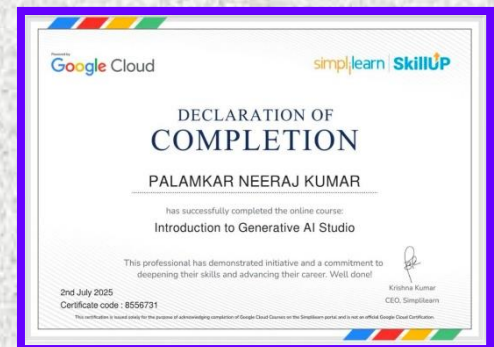 Powered by
Google Cloud
simplilearn SkillUP
DECLARATION OF
COMPLETION
PALAMKAR NEERAJ KUMAR
has successfully completed the online course:
Introduction to Generative AI Studio
This professional has demonstrated initiative and a commitment to
deepening their skills and advancing their career. Well done!
2nd July 2025
Certificate code : 8556731
Krishna Kumar
CEO, Simplilearn
This certification is issued solely for the purpose of acknowledging completion of Google Cloud Courses on the Simplilearn portal and is not an official Google Cloud Certification.